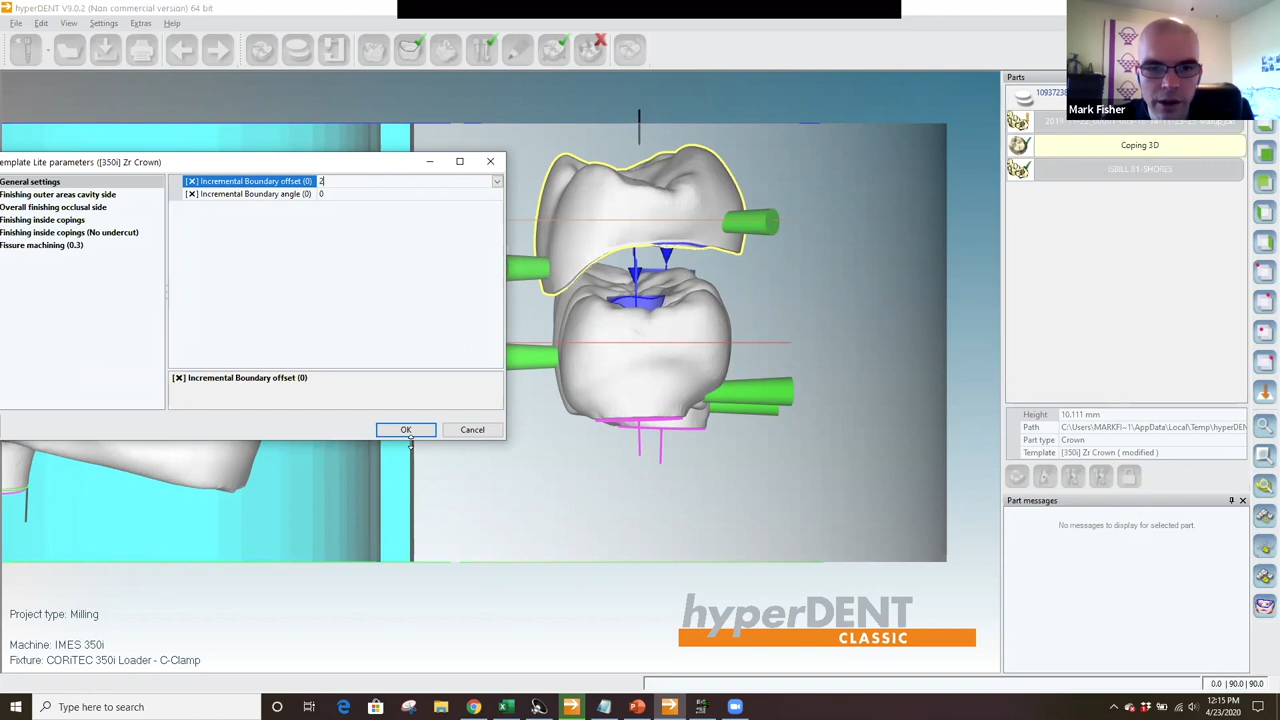 hyperDENT V9.0.2 (Nan commercial version) 64 bit
File Edit View Settings Extras Help
Mark Fisher
Parts
Coping 3D
ISBILL 81-SHORES
emplate Lite parameters ([350i] Zr Crown)
General settings
Finishing outer areas cavity side
Overall finishing occlusal side
Finishing inside copings
Finishing inside copings (No undercut)
Fissure machining (0.3)
Incremental Boundary offset (0) 2
Incremental Boundary angle (0) 0
Incremental Boundary offset (0)
OK Cancel
Height 10.111 mm
Path C:\Users\MARKFI~1\AppData\Local\Temp\hyperDEN
Part type Crown
Template [350i] Zr Crown ( modified )
Part messages
No messages to display for selected part.
Project type: Milling
Machine: IMES 350i
Fixture: CORiTEC 350i Loader - C-Clamp
hyperDENT
CLASSIC
0.0 | 90.0 | 90.0
Type here to search
12:15 PM
4/23/2020